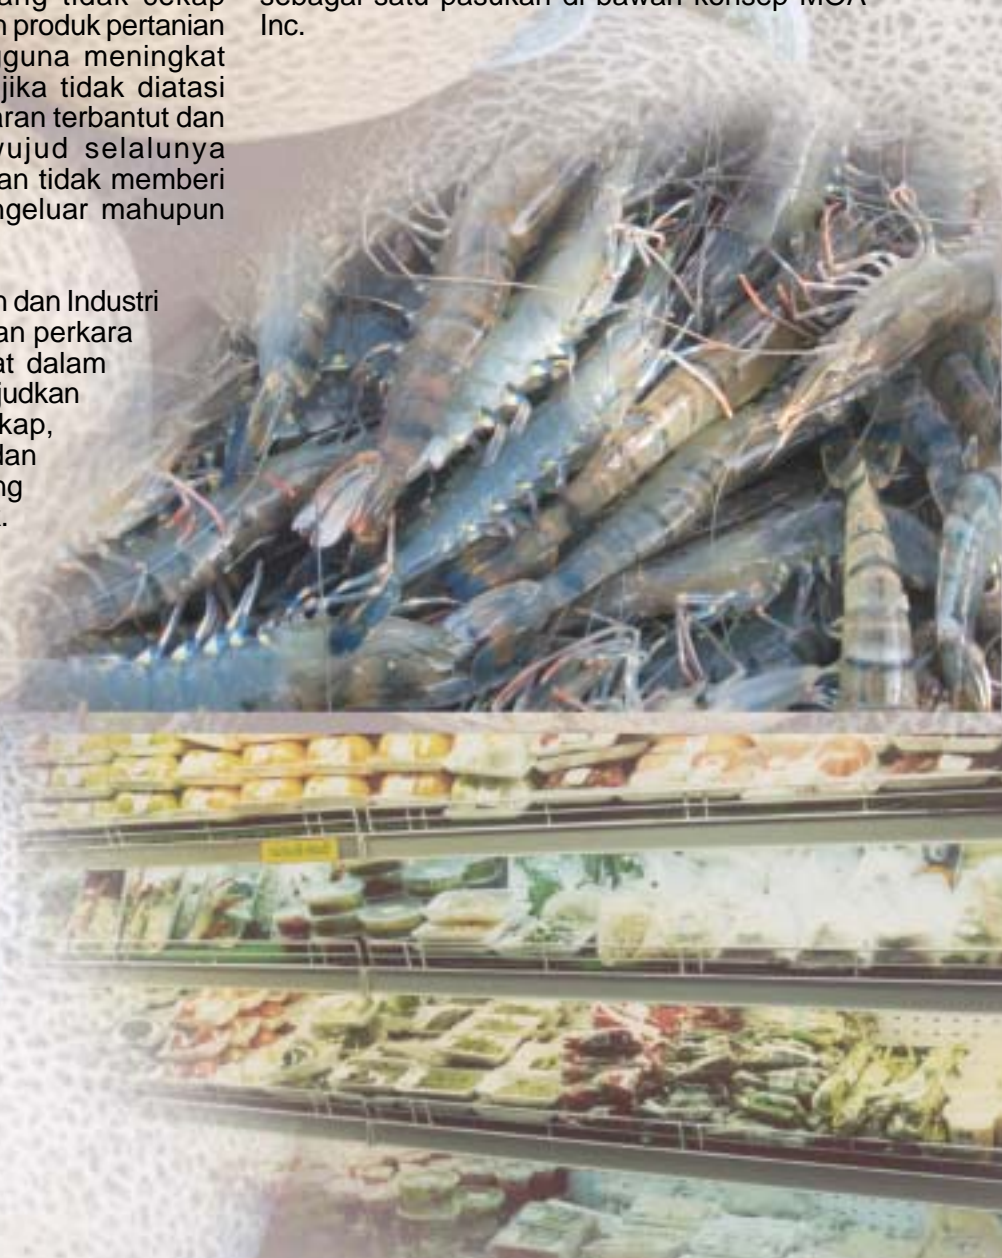 ang tidak cekap
n produk pertanian
guna meningkat
jika tidak diatasi
aran terbantut dan
wujud selalunya
an tidak memberi
ngeluar mahupun
n dan Industri
an perkara
at dalam
judkan
kap,
dan
ng
sebagai satu pasukan di bawah konsep MOA
Inc.